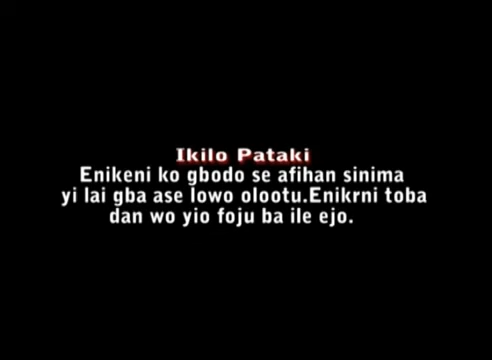 Ikilo Pataki
Enikeni ko gbodo se afihan sinima
yi lai gba ase lowo olootu.Enikrni toba
dan wo yio foju ba ile ejo.